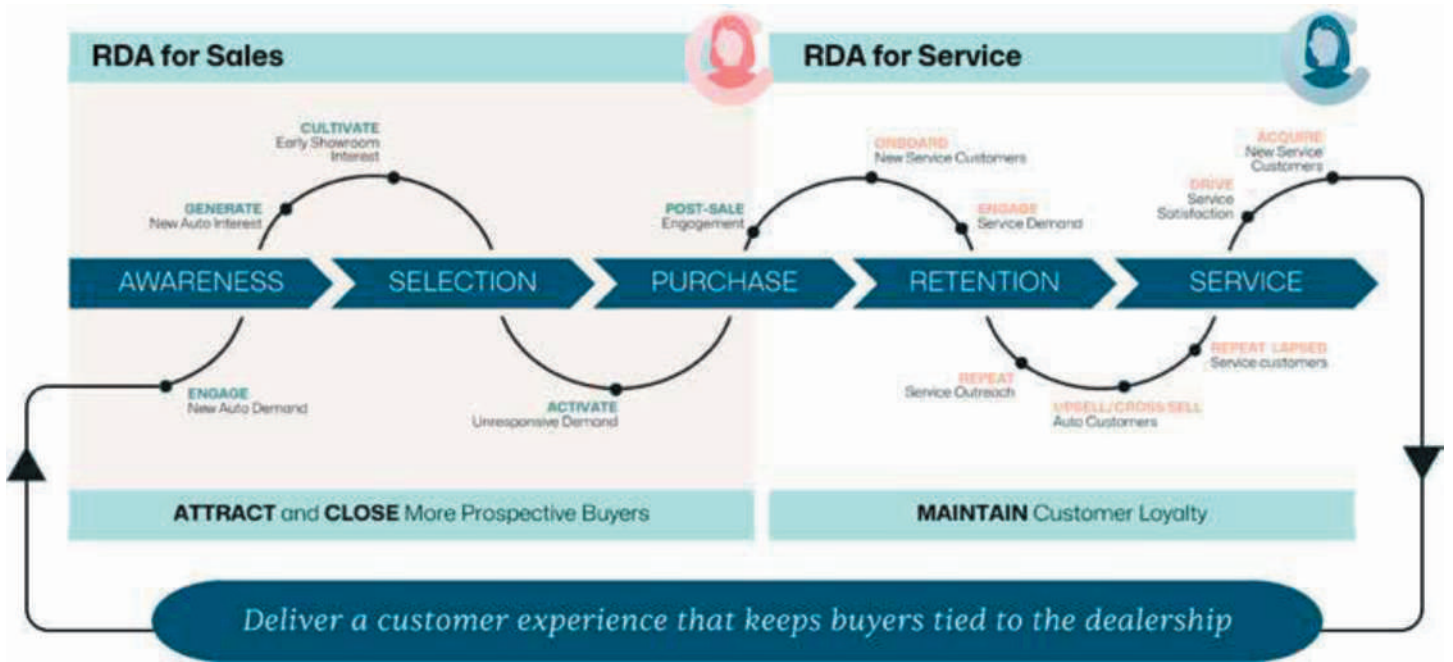 RDA for Sales
RDA for Service
CULTIVATE
Early Showroom
Interest
GENERATE
New Auto Interest
POST-SALE
Engagement
ONBOARD
New Service Customers
ENGAGE
Service Demand
DRIVE
Service
Satisfaction
ACQUIRE
New Service
Customers
AWARENESS
SELECTION
PURCHASE
RETENTION
SERVICE
ENGAGE
New Auto Demand
ACTIVATE
Unresponsive Demand
REPEAT
Service Outreach
UPSELL/CROSS SELL
Auto Customers
REPEAT LAPSED
Service customers
ATTRACT and CLOSE More Prospective Buyers
MAINTAIN Customer Loyalty
Deliver a customer experience that keeps buyers tied to the dealership